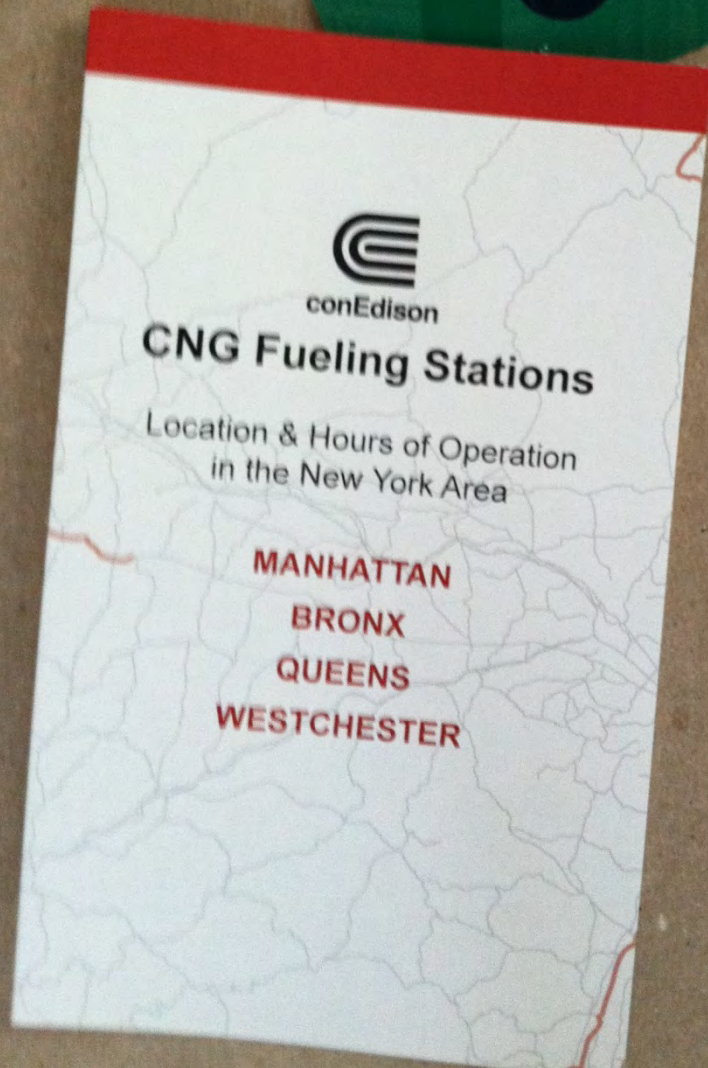 conEdison
CNG Fueling Stations
Location & Hours of Operation
in the New York Area
MANHATTAN
BRONX
QUEENS
WESTCHESTER